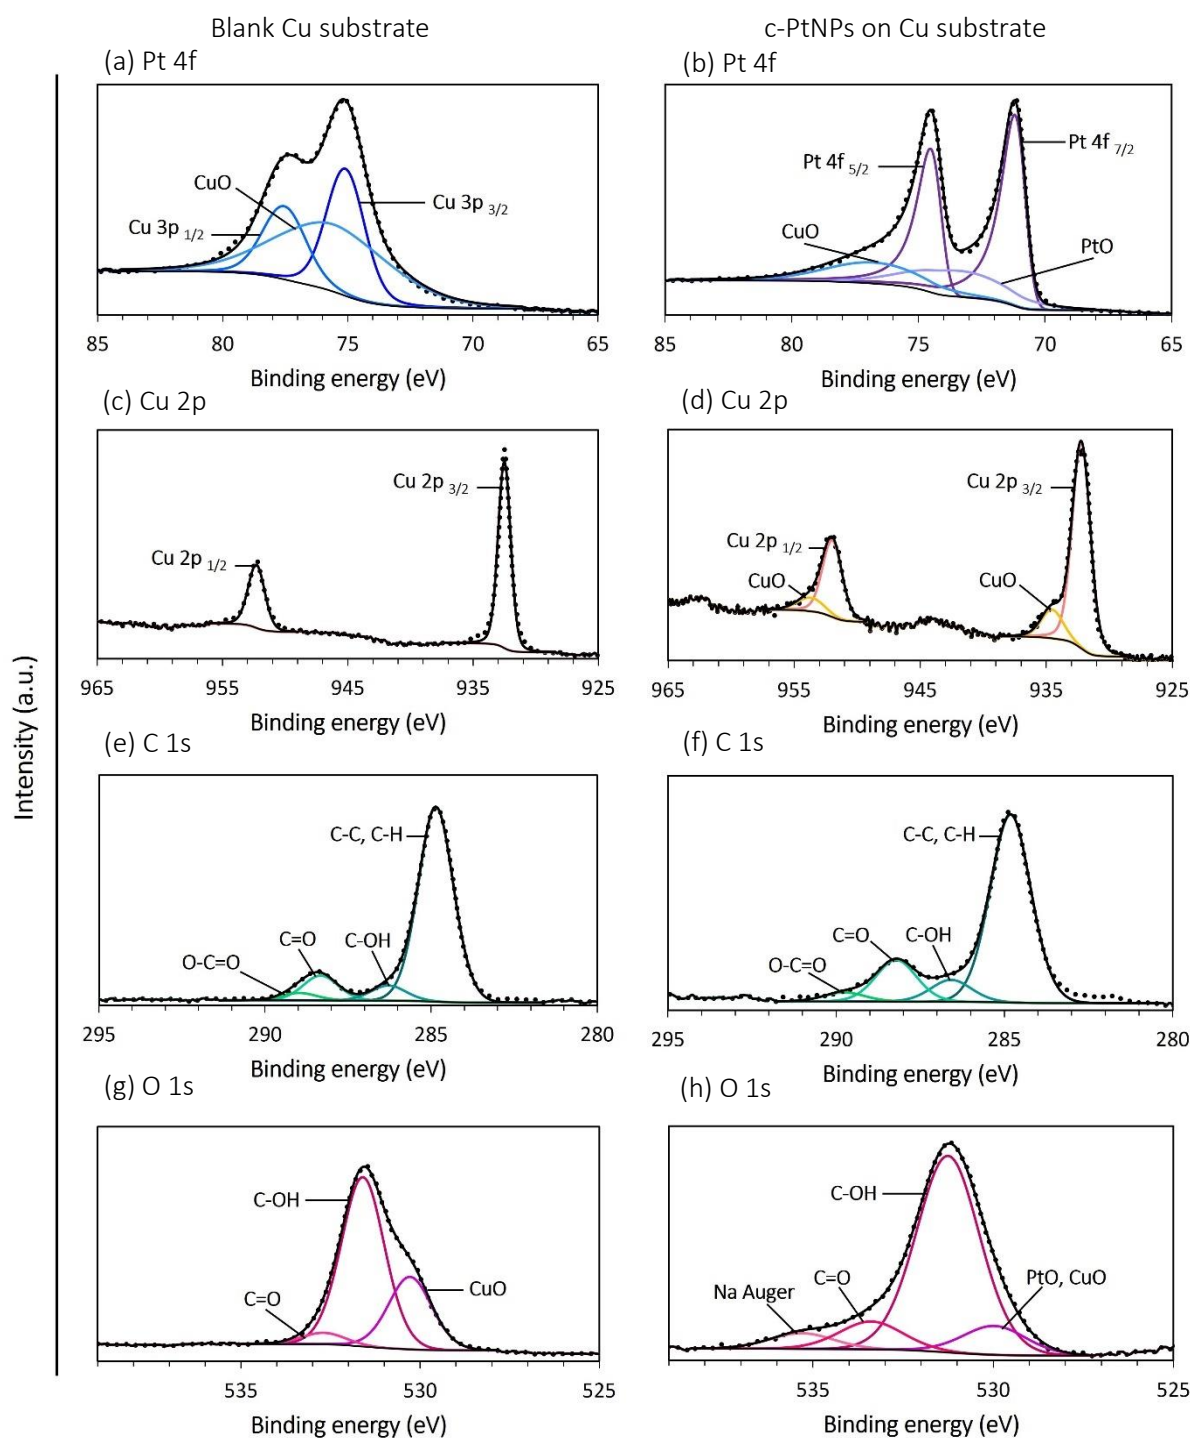 Blank Cu substrate
c-PtNPs on Cu substrate
(a) Pt 4f
(b) Pt 4f
CuO
Cu 3p 1/2
Cu 3p 3/2
85 80 75 70 65
Binding energy (eV)
Pt 4f 5/2
Pt 4f 7/2
CuO
PtO
85 80 75 70 65
Binding energy (eV)
(c) Cu 2p
(d) Cu 2p
Cu 2p 3/2
Cu 2p 1/2
965 955 945 935 925
Binding energy (eV)
Cu 2p 3/2
Cu 2p 1/2
CuO
CuO
965 955 945 935 925
Binding energy (eV)
Intensity (a.u.)
(e) C 1s
(f) C 1s
C-C, C-H
C=O
C-OH
O-C=O
295 290 285 280
Binding energy (eV)
C-C, C-H
C=O
C-OH
O-C=O
295 290 285 280
Binding energy (eV)
(g) O 1s
(h) O 1s
C-OH
C=O
CuO
535 530 525
Binding energy (eV)
C-OH
C=O
Na Auger
PtO, CuO
535 530 525
Binding energy (eV)